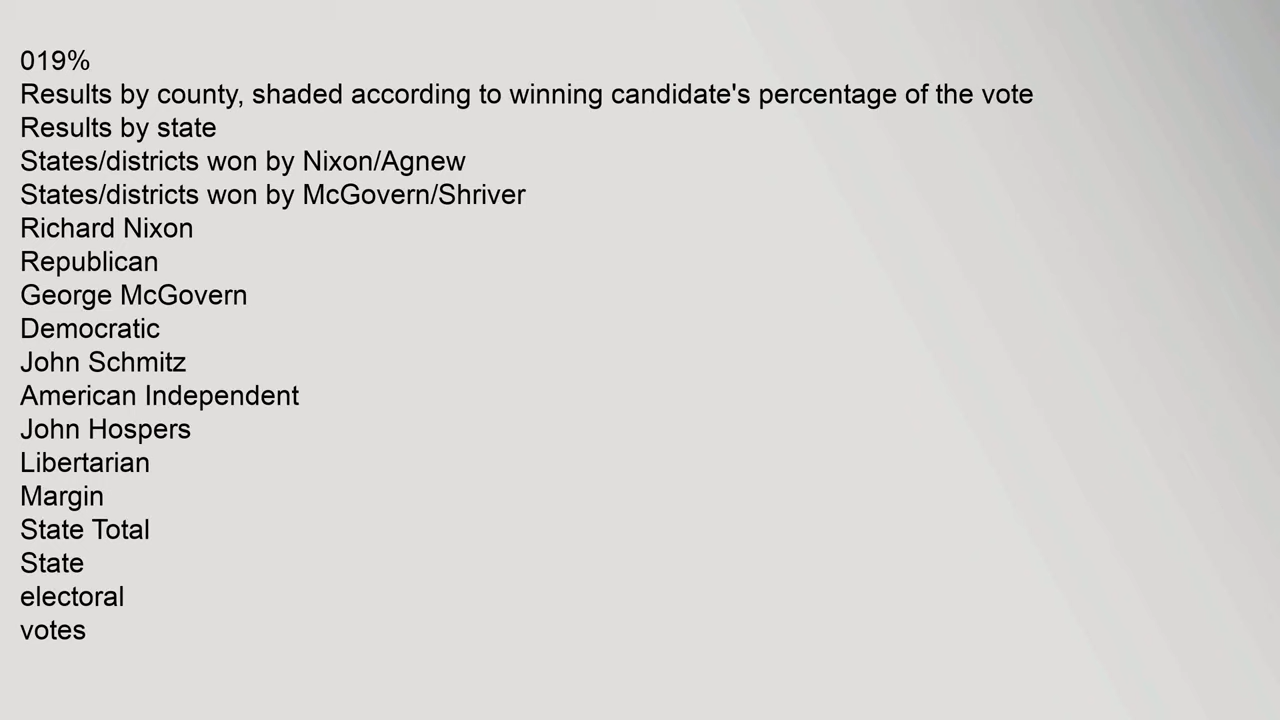 019%
Results by county, shaded according to winning candidate's percentage of the vote
Results by state
States/districts won by Nixon/Agnew
States/districts won by McGovern/Shriver
Richard Nixon
Republican
George McGovern
Democratic
John Schmitz
American Independent
John Hospers
Libertarian
Margin
State Total
State
electoral
votes